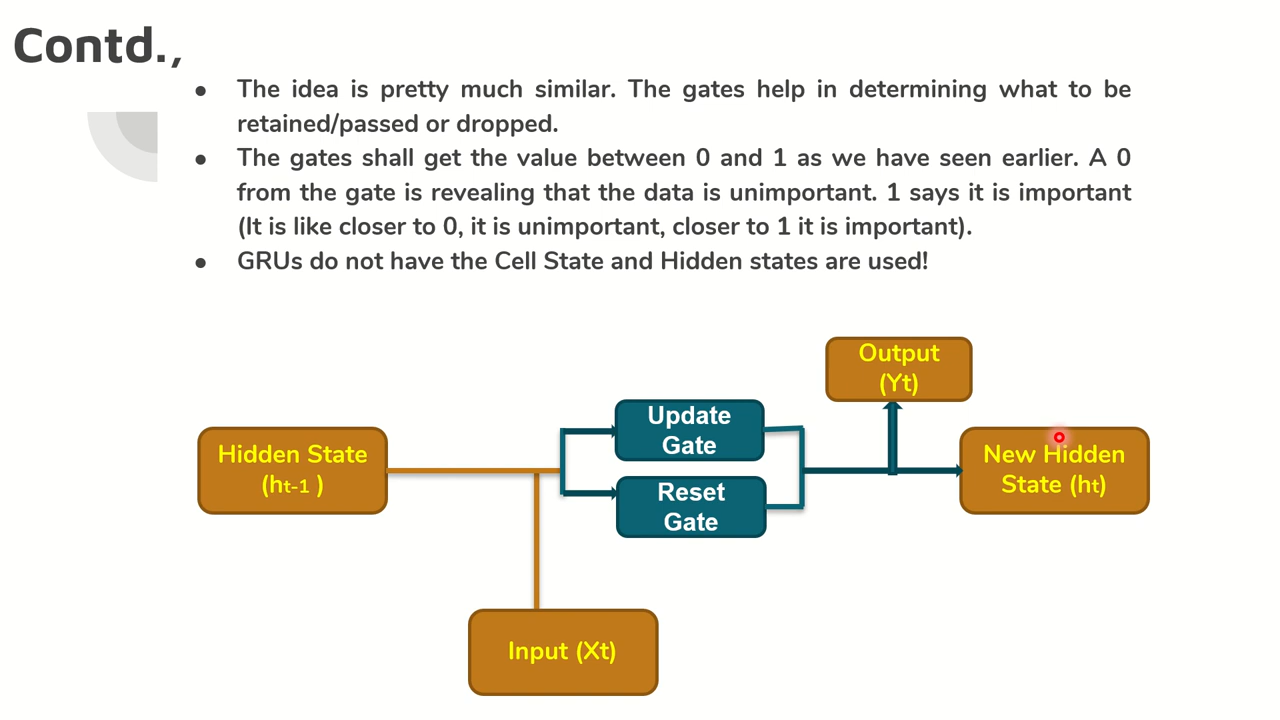 Contd.,
● The idea is pretty much similar. The gates help in determining what to be
retained/passed or dropped.
● The gates shall get the value between 0 and 1 as we have seen earlier. A 0
from the gate is revealing that the data is unimportant. 1 says it is important
(It is like closer to 0, it is unimportant, closer to 1 it is important).
● GRUs do not have the Cell State and Hidden states are used!
Output
(Yt)
Update
Gate
Hidden State
(ht-1 )
New Hidden
State (ht)
Reset
Gate
Input (Xt)